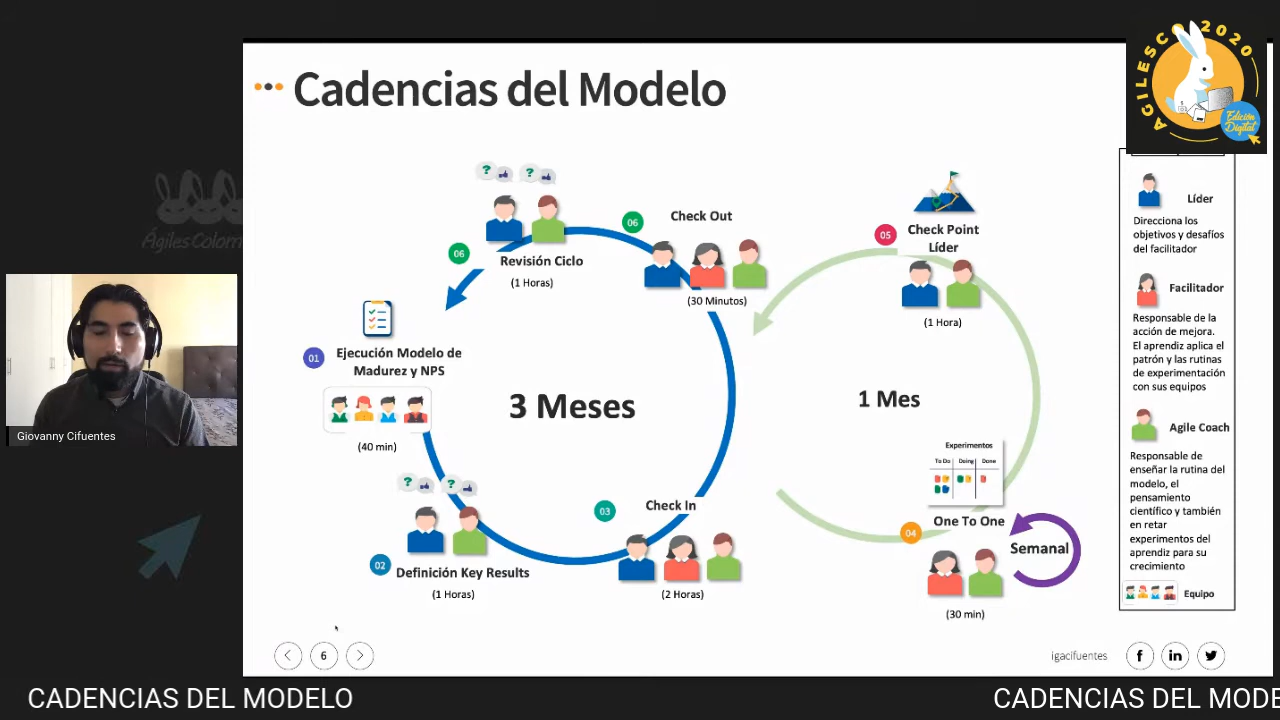 Cadencias del Modelo
AGILESCO 2020
Edición
Digital
ÁgilesColom
Giovanny Cifuentes
? ?
06
Revisión Ciclo
(1 Horas)
06
Check Out
(30 Minutos)
01
Ejecución Modelo de
Madurez y NPS
(40 min)
3 Meses
? ?
02
Definición Key Results
(1 Horas)
03
Check In
(2 Horas)
05
Check Point
Líder
(1 Hora)
1 Mes
Experimentos
To Do Doing Done
04
One To One
(30 min)
Semanal
Líder
Direcciona los
objetivos y desafíos
del facilitador
Facilitador
Responsable de la
acción de mejora.
El aprendiz aplica el
patrón y las rutinas
de experimentación
con sus equipos
Agile Coach
Responsable de
enseñar la rutina del
modelo, el
pensamiento
científico y también
en retar
experimentos del
aprendiz para su
crecimiento
Equipo
6
igacifuentes
f in
CADENCIAS DEL MODELO
CADENCIAS DEL MODE